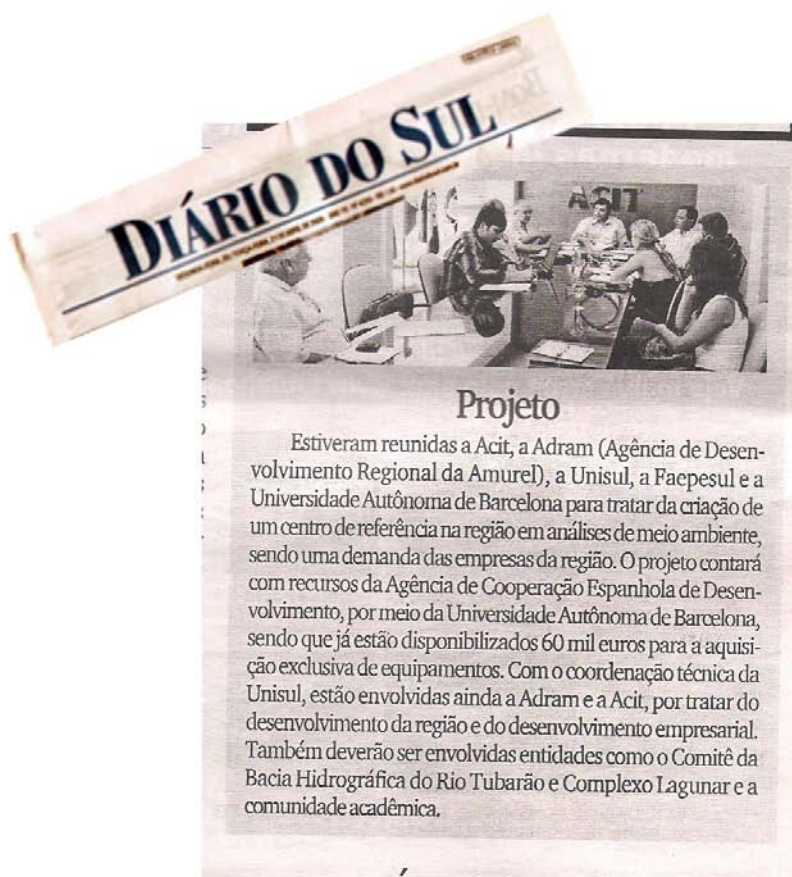 DIÁRIO DO SUL
ACIT
Projeto
Estiveram reunidas a Acit, a Adram (Agência de Desen-
volvimento Regional da Amurel), a Unisul, a Faepesul e a
Universidade Autônoma de Barcelona para tratar da criação de
um centro de referência na região em análises de meio ambiente,
sendo uma demanda das empresas da região. O projeto contará
com recursos da Agência de Cooperação Espanhola de Desen-
volvimento, por meio da Universidade Autônoma de Barcelona,
sendo que já estão disponibilizados 60 mil euros para a aquisi-
ção exclusiva de equipamentos. Com o coordenação técnica da
Unisul, estão envolvidas ainda a Adram e a Acit, por tratar do
desenvolvimento da região e do desenvolvimento empresarial.
Também deverão ser envolvidas entidades como o Comitê da
Bacia Hidrográfica do Rio Tubarão e Complexo Lagunar e a
comunidade acadêmica.